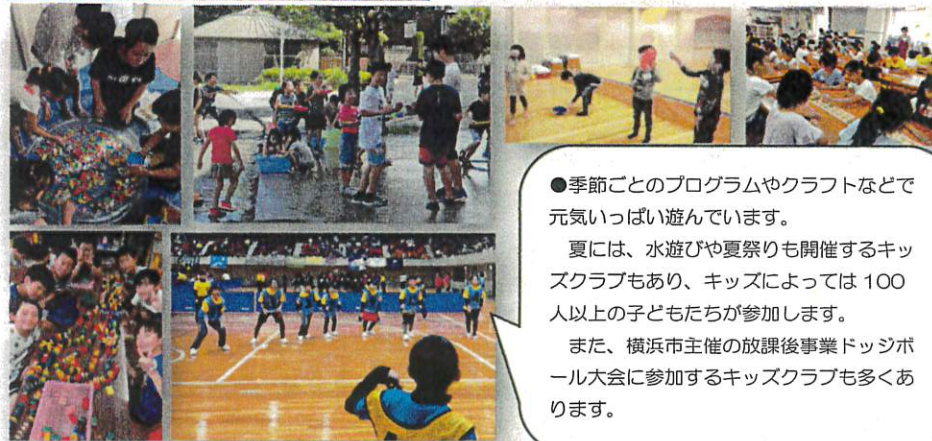 ●季節ごとのプログラムやクラフトなどで
元気いっぱい遊んでいます。
夏には、水遊びや夏祭りも開催するキッ
ズクラブもあり、キッズによっては 100
人以上の子どもたちが参加します。
また、横浜市主催の放課後事業ドッジボ
ール大会に参加するキッズクラブも多くあ
ります。